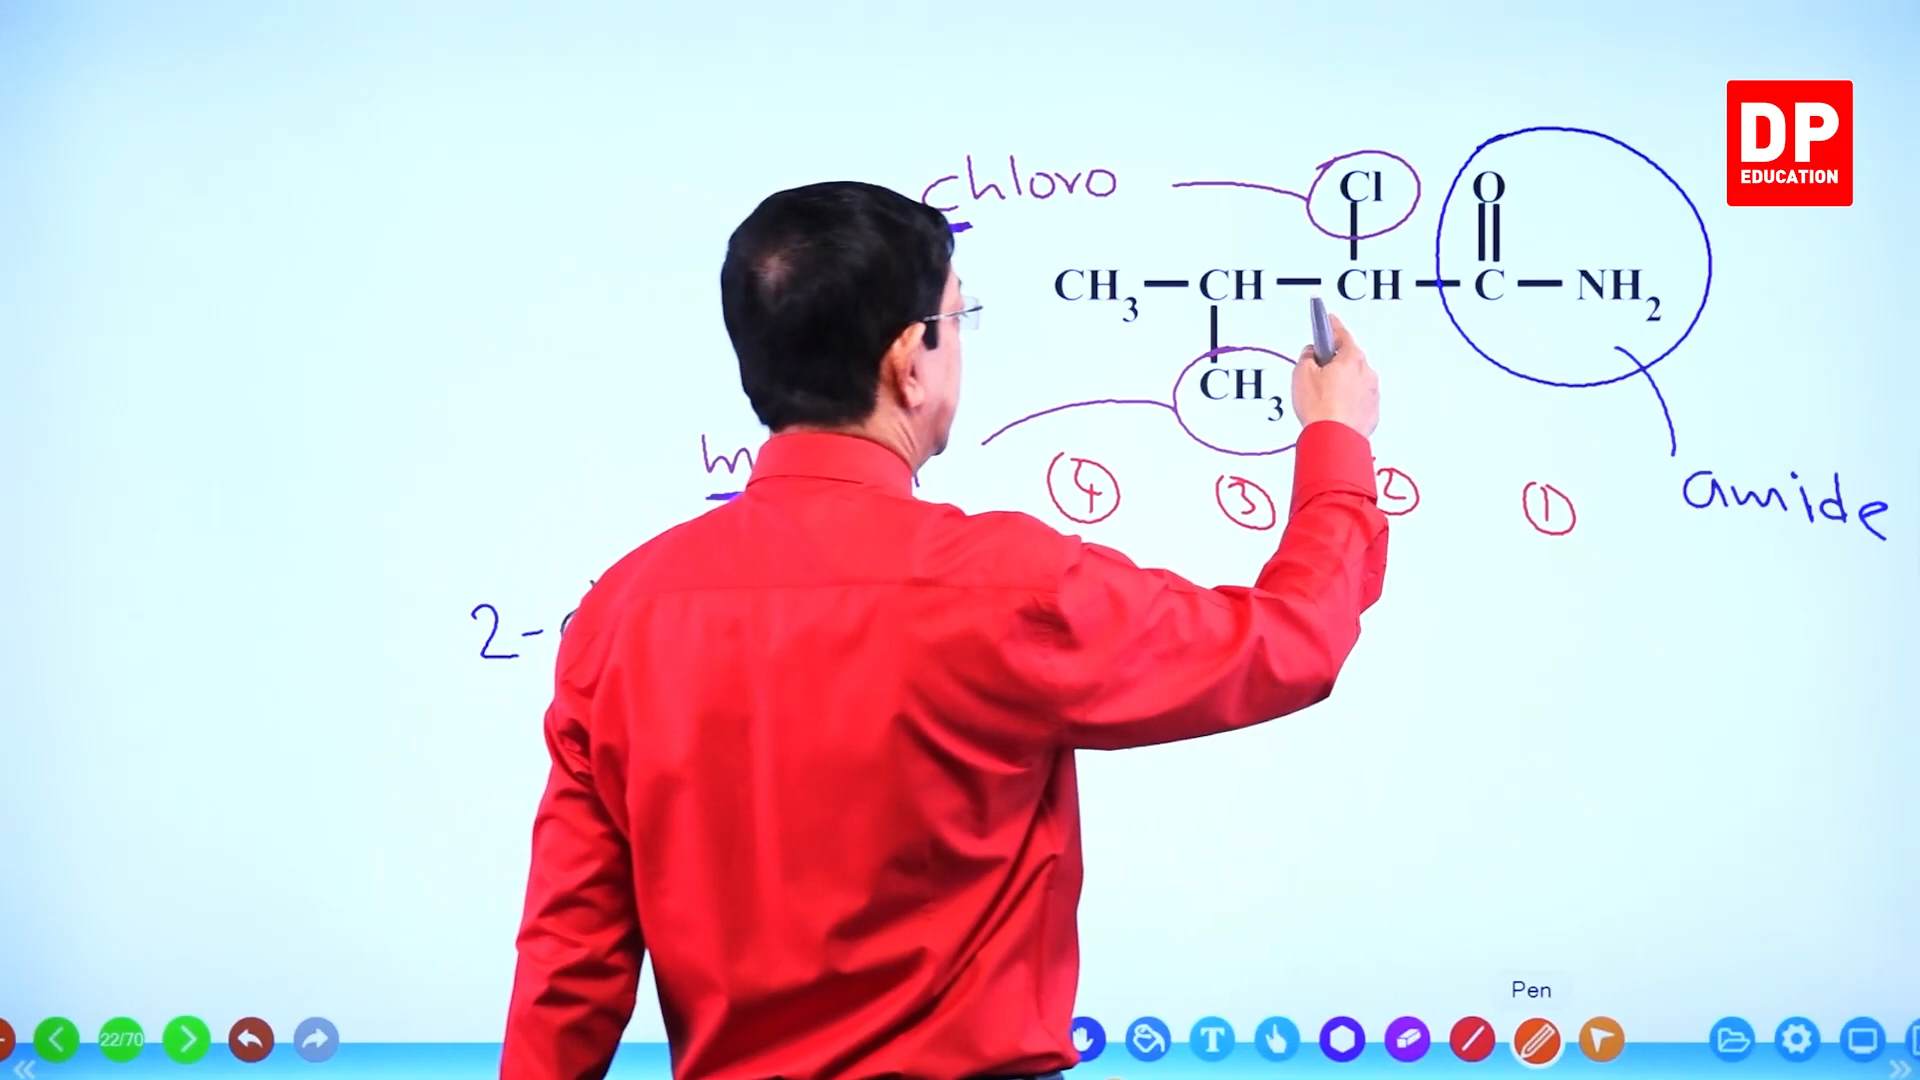 DP
EDUCATION
chloro
Cl O
CH3 — CH — CH — C — NH2
CH3
④ ③ ② ①
amide
2-
Pen
22/70
T